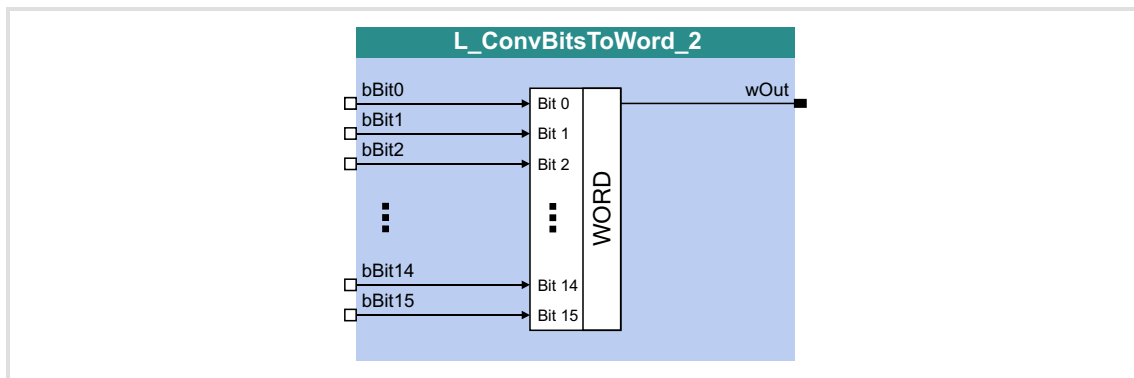 L_ConvBitsToWord_2
bBit0
wOut
Bit 0
bBit1
Bit 1
bBit2
Bit 2
WORD
bBit14
Bit 14
bBit15
Bit 15